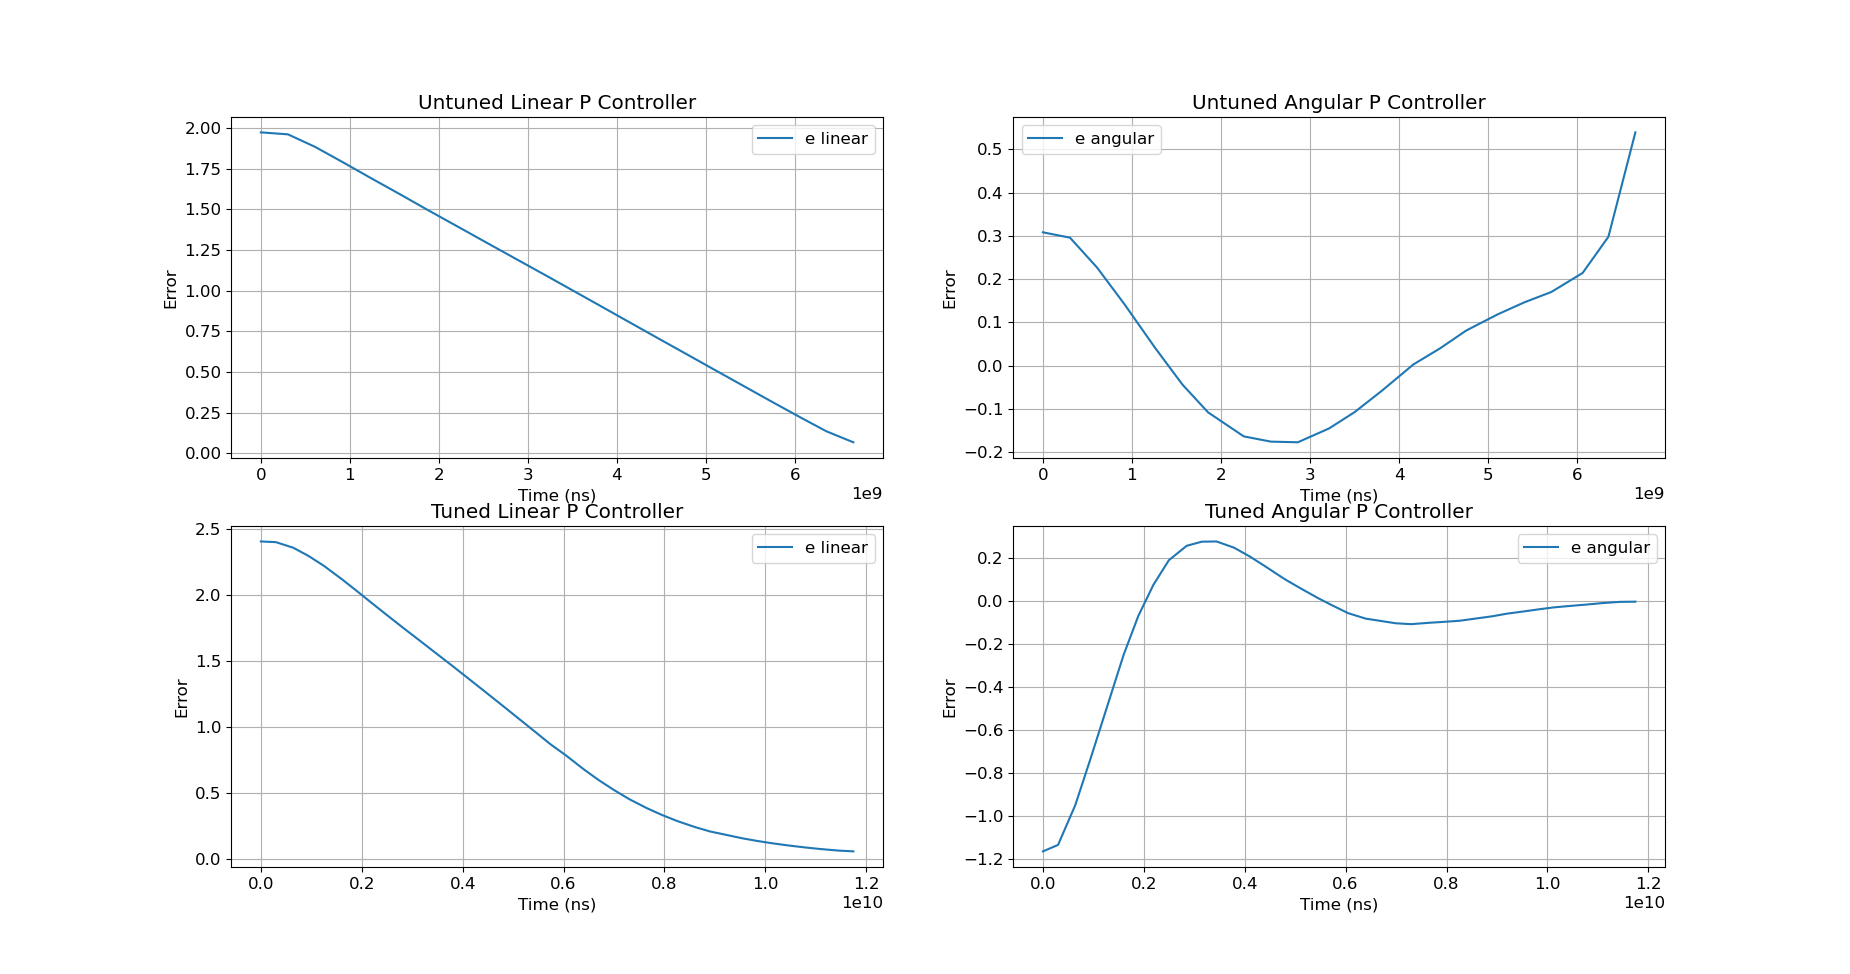 Untuned Linear P Controller
2.00
1.75
1.50
1.25
1.00
0.75
0.50
0.25
0.00
Error
e linear
0 1 2 3 4 5 6
1e9
Time (ns)
Untuned Angular P Controller
0.5
0.4
0.3
0.2
0.1
0.0
−0.1
−0.2
Error
e angular
0 1 2 3 4 5 6
1e9
Time (ns)
Tuned Linear P Controller
2.5
2.0
1.5
1.0
0.5
0.0
Error
e linear
0.0 0.2 0.4 0.6 0.8 1.0 1.2
1e10
Time (ns)
Tuned Angular P Controller
0.2
0.0
−0.2
−0.4
−0.6
−0.8
−1.0
−1.2
Error
e angular
0.0 0.2 0.4 0.6 0.8 1.0 1.2
1e10
Time (ns)